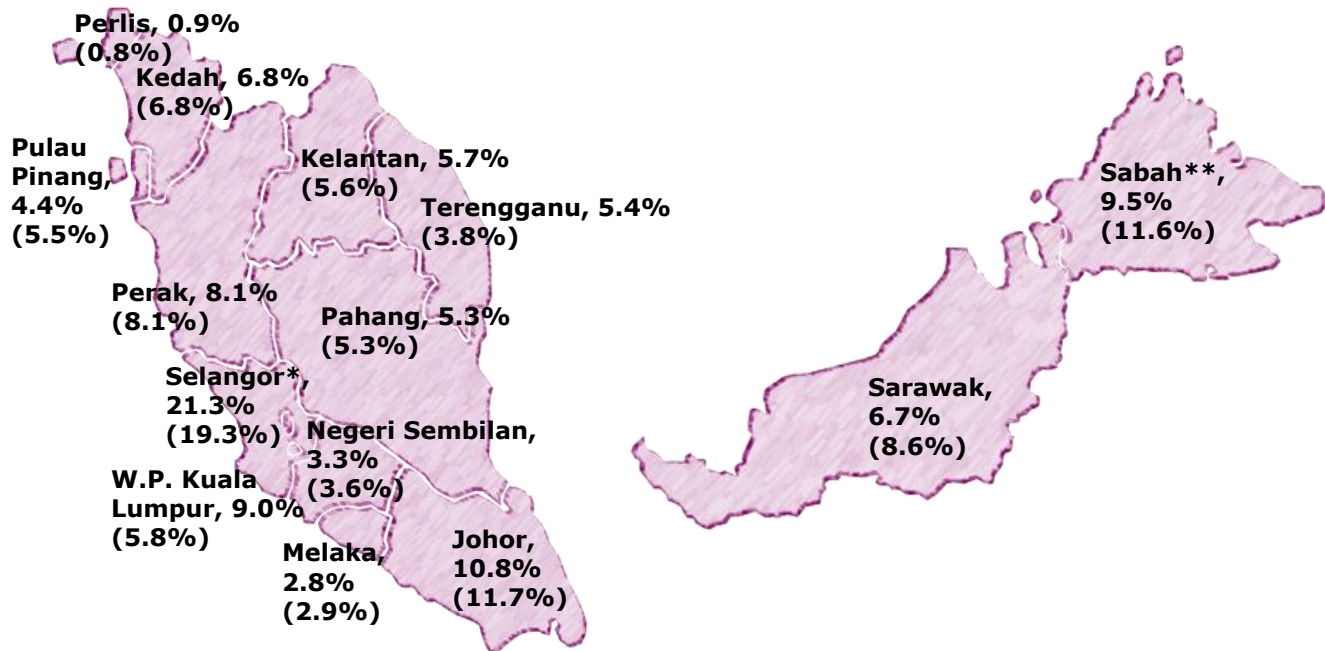 Perlis, 0.9%
(0.8%)
Kedah, 6.8%
(6.8%)
Pulau
Pinang,
4.4%
(5.5%)
Kelantan, 5.7%
(5.6%)
Terengganu, 5.4%
(3.8%)
Perak, 8.1%
(8.1%)
Pahang, 5.3%
(5.3%)
Selangor*,
21.3%
(19.3%)
Negeri Sembilan,
3.3%
(3.6%)
W.P. Kuala
Lumpur, 9.0%
(5.8%)
Melaka,
2.8%
(2.9%)
Johor,
10.8%
(11.7%)
Sabah**,
9.5%
(11.6%)
Sarawak,
6.7%
(8.6%)